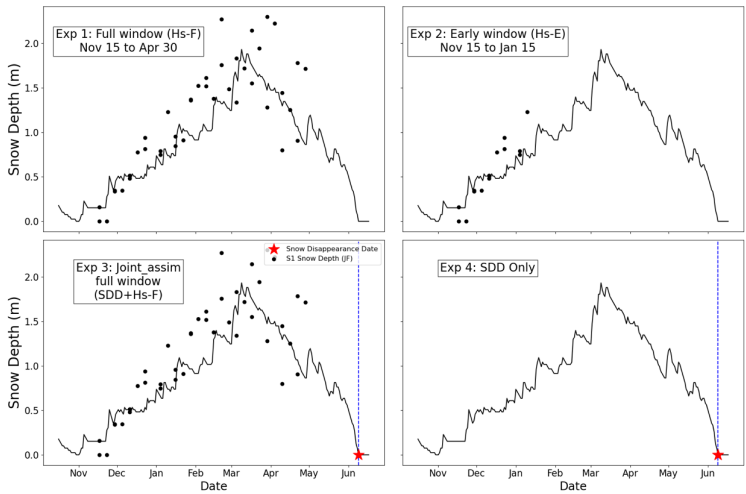 Exp 1: Full window (Hs-F)
Nov 15 to Apr 30
Exp 2: Early window (Hs-E)
Nov 15 to Jan 15
Snow Depth (m)
2.0
1.5
1.0
0.5
0.0
Exp 3: Joint_assim
full window
(SDD+Hs-F)
Snow Disappearance Date
S1 Snow Depth (JF)
Exp 4: SDD Only
Snow Depth (m)
2.0
1.5
1.0
0.5
0.0
Nov Dec Jan Feb Mar Apr May Jun
Date
Nov Dec Jan Feb Mar Apr May Jun
Date